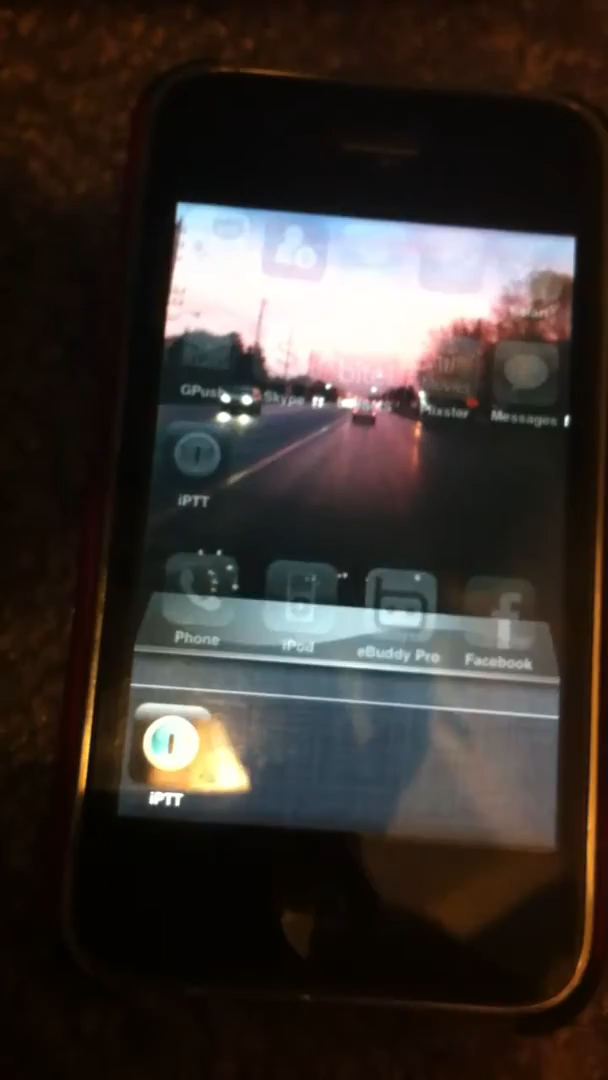 GPush Skype Flixster Messages
iPTT
Phone iPod eBuddy Pro Facebook
iPTT